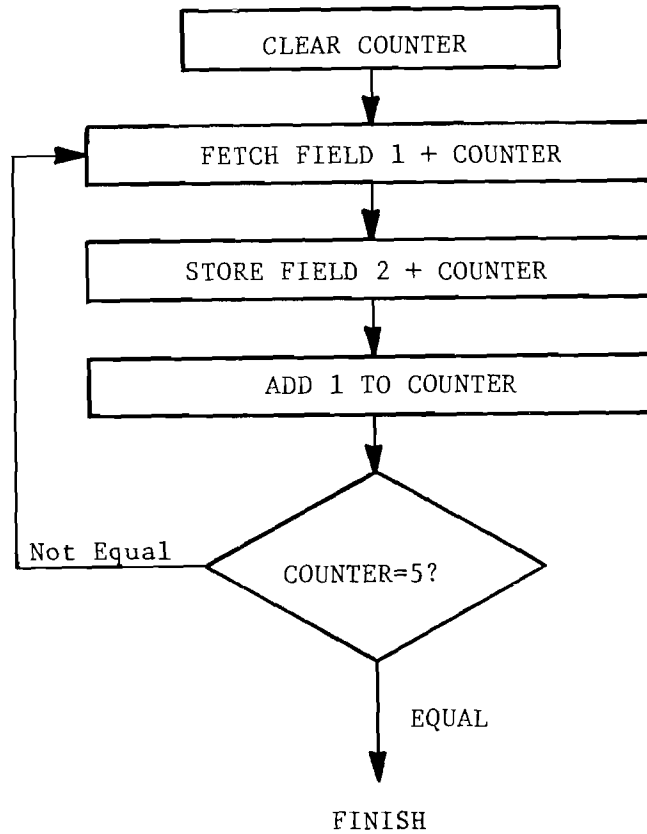 CLEAR COUNTER
FETCH FIELD 1 + COUNTER
STORE FIELD 2 + COUNTER
ADD 1 TO COUNTER
COUNTER=5?
Not Equal
EQUAL
FINISH